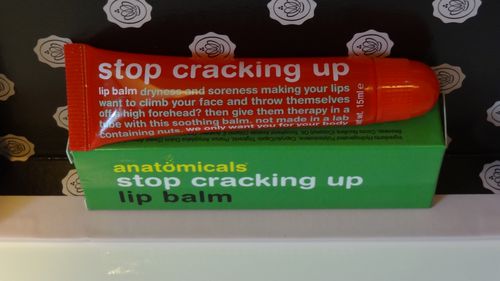 stop cracking up
lip balm dryness and soreness making your lips
want to climb your face and throw themselves
off a high forehead? then give them therapy in a
tube with this soothing balm. not made in a lab
containing nuts. we only want you for your body
wt. 15ml e
anatomicals
stop cracking up
lip balm